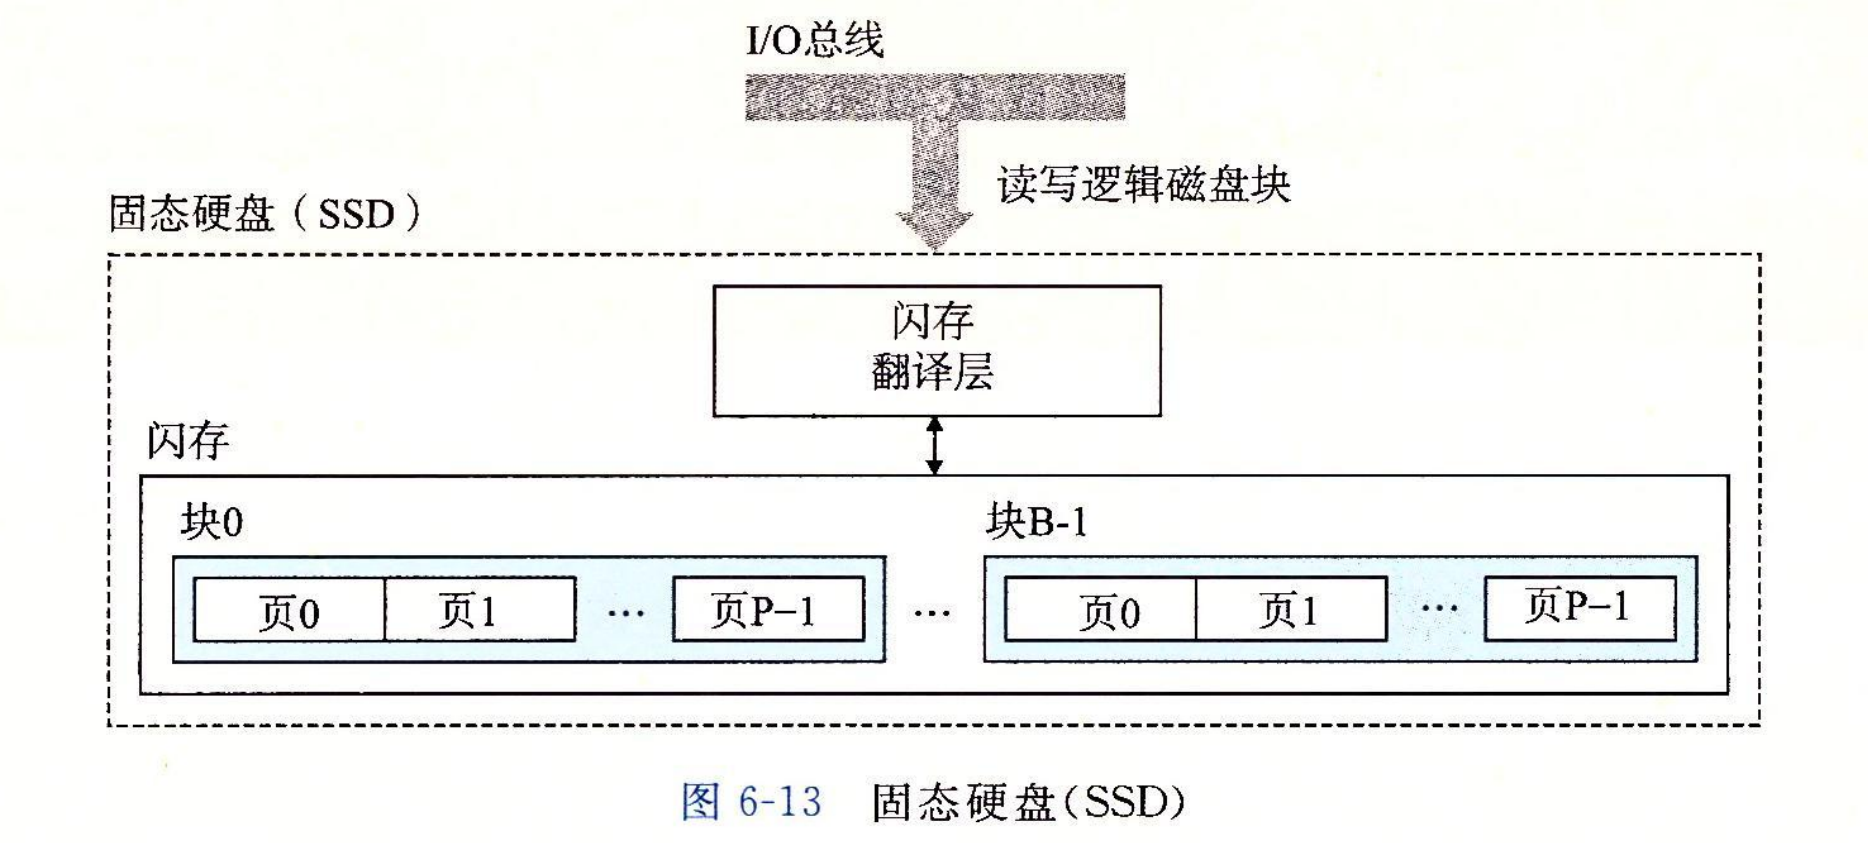 I/O总线
读写逻辑磁盘块
固态硬盘（SSD）
闪存
翻译层
闪存
块0
块B-1
页0 页1 … 页P−1 … 页0 页1 … 页P−1
图 6-13 固态硬盘(SSD)